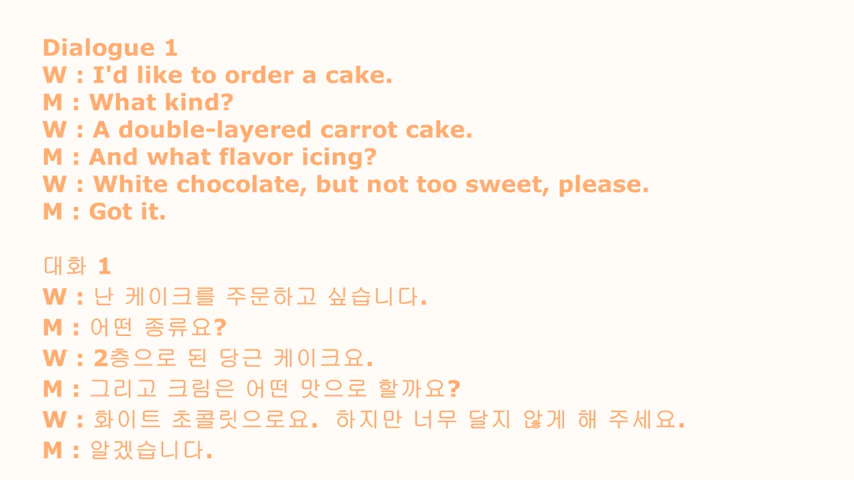 Dialogue 1
W : I'd like to order a cake.
M : What kind?
W : A double-layered carrot cake.
M : And what flavor icing?
W : White chocolate, but not too sweet, please.
M : Got it.
대화 1
W : 난 케이크를 주문하고 싶습니다.
M : 어떤 종류요?
W : 2층으로 된 당근 케이크요.
M : 그리고 크림은 어떤 맛으로 할까요?
W : 화이트 초콜릿으로요. 하지만 너무 달지 않게 해 주세요.
M : 알겠습니다.